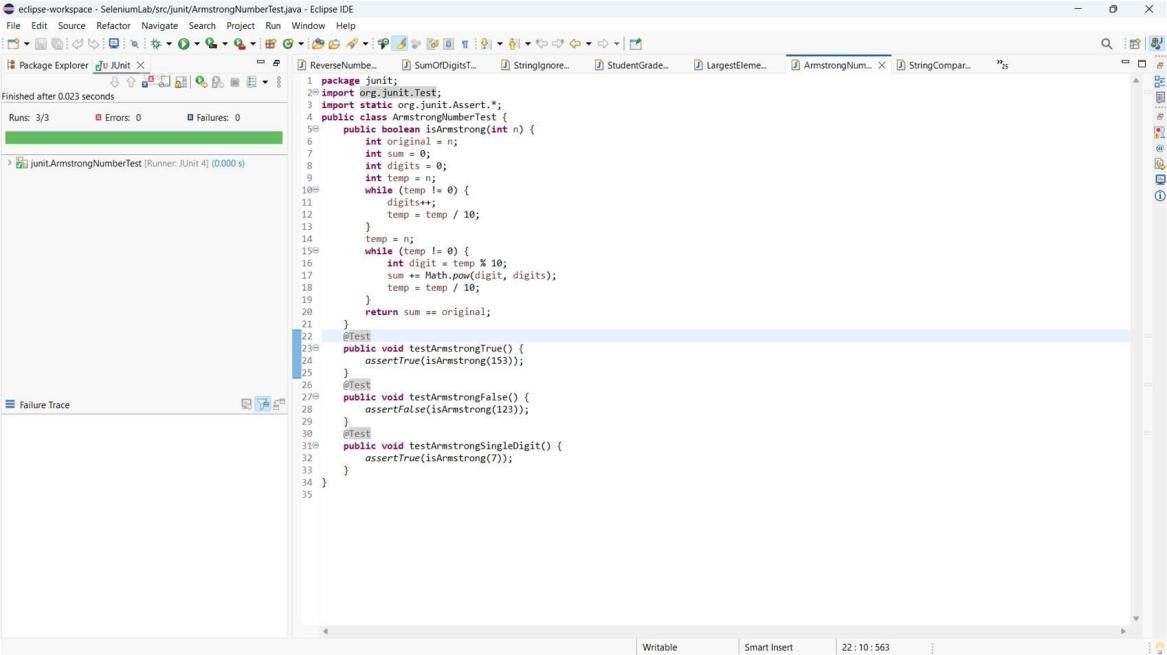 eclipse-workspace - SeleniumLab/src/junit/ArmstrongNumberTest.java - Eclipse IDE
File Edit Source Refactor Navigate Search Project Run Window Help
Package Explorer JUnit
Finished after 0.023 seconds
Runs: 3/3 Errors: 0 Failures: 0
junit.ArmstrongNumberTest [Runner: JUnit 4] (0.000 s)
Failure Trace
ReverseNumbe... SumOfDigitsT... StringIgnore... StudentGrade... LargestEleme... ArmstrongNum... StringCompar... »25
1 package junit;
2 import org.junit.Test;
3 import static org.junit.Assert.*;
4 public class ArmstrongNumberTest {
5 public boolean isArmstrong(int n) {
6 int original = n;
7 int sum = 0;
8 int digits = 0;
9 int temp = n;
10 while (temp != 0) {
11 digits++;
12 temp = temp / 10;
13 }
14 temp = n;
15 while (temp != 0) {
16 int digit = temp % 10;
17 sum += Math.pow(digit, digits);
18 temp = temp / 10;
19 }
20 return sum == original;
21 }
22 @Test
23 public void testArmstrongTrue() {
24 assertTrue(isArmstrong(153));
25 }
26 @Test
27 public void testArmstrongFalse() {
28 assertFalse(isArmstrong(123));
29 }
30 @Test
31 public void testArmstrongSingleDigit() {
32 assertTrue(isArmstrong(7));
33 }
34 }
35
Writable Smart Insert 22 : 10 : 563